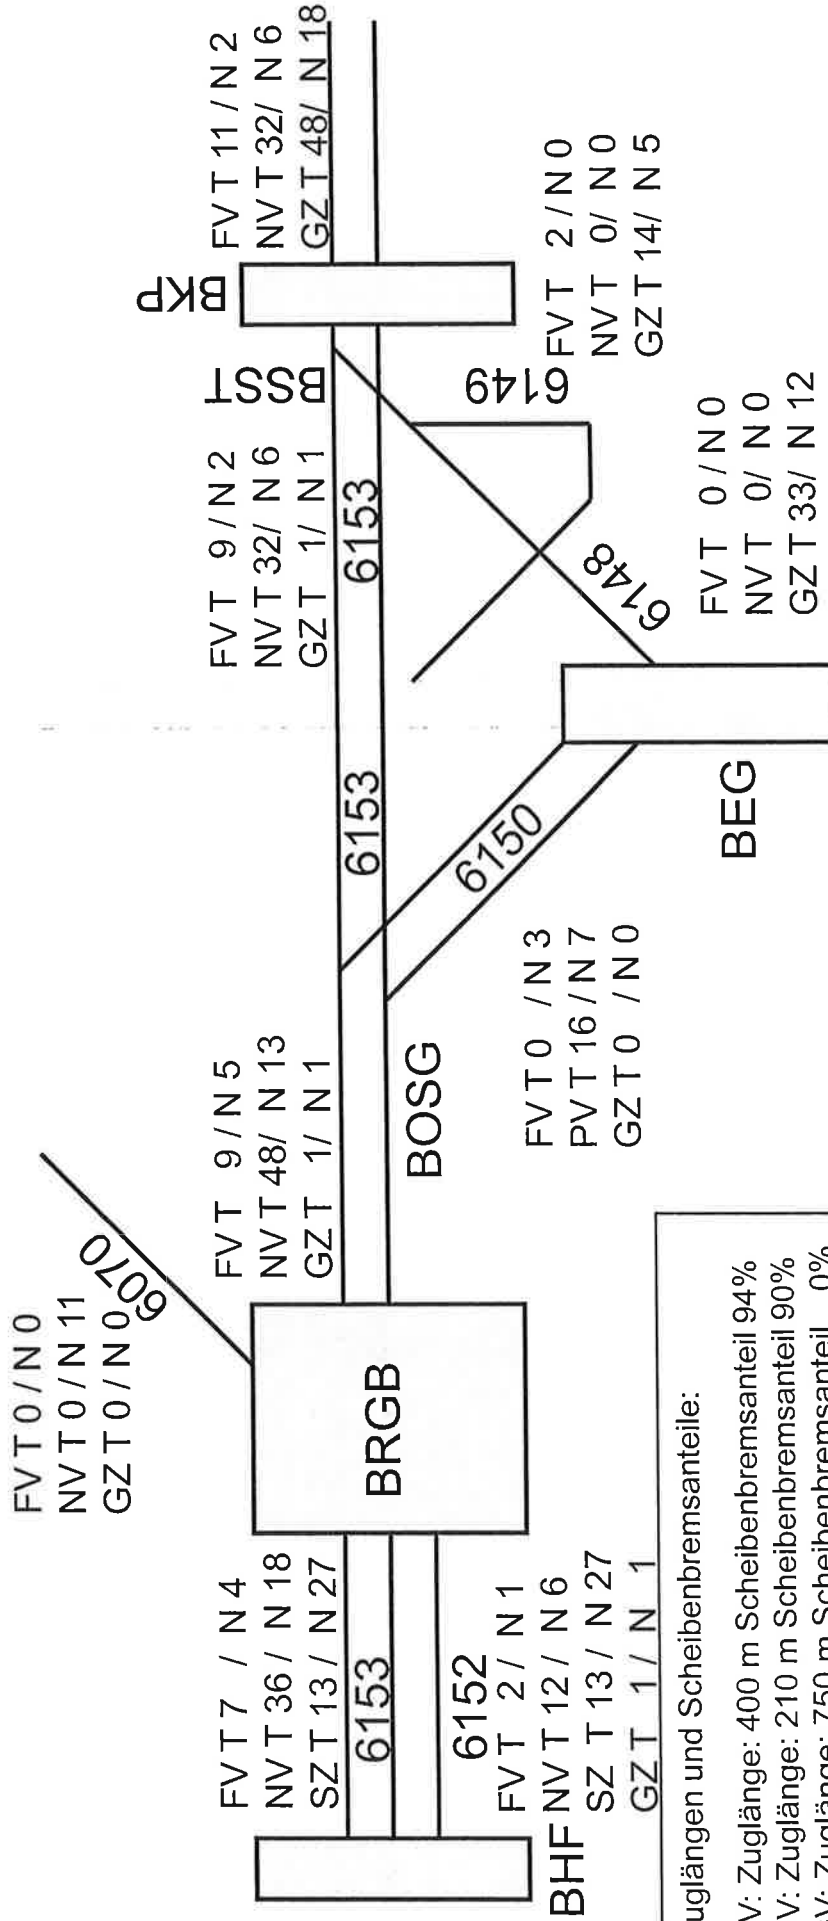 FV T 0 / N 0
NV T 0 / N 11
GZ T 0 / N 0
6070
FV T 7 / N 4
NV T 36 / N 18
SZ T 13 / N 27
6153
6152
FV T 2 / N 1
NV T 12 / N 6
SZ T 13 / N 27
GZ T 1 / N 1
BHF
BRGB
FV T 9 / N 5
NV T 48/ N 13
GZ T 1/ N 1
BOSG
6153
6150
FV T 0 / N 3
PV T 16 / N 7
GZ T 0 / N 0
BEG
FV T 9 / N 2
NV T 32/ N 6
GZ T 1/ N 1
6153
BSST
6149
6148
FV T 0 / N 0
NV T 0/ N 0
GZ T 33/ N 12
BKP
FV T 11 / N 2
NV T 32/ N 6
GZ T 48/ N 18
FV T 2 / N 0
NV T 0/ N 0
GZ T 14/ N 5
uglängen und Scheibenbremsanteile:
V: Zuglänge: 400 m Scheibenbremsanteil 94%
V: Zuglänge: 210 m Scheibenbremsanteil 90%
V: Zuglänge: 750 m Scheibenbremsanteil 0%